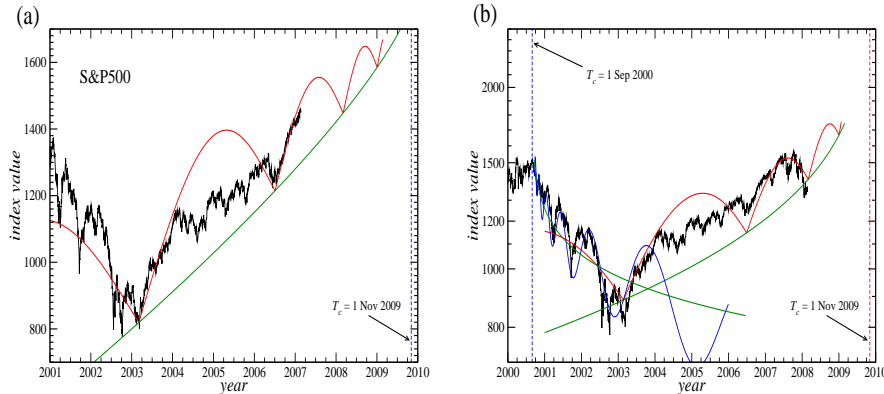 (a)
1600
1400
1200
1000
800
index value
S&P500
T_c = 1 Nov 2009
2001 2002 2003 2004 2005 2006 2007 2008 2009 2010
year
(b)
2000
1500
1200
1000
800
index value
T_c = 1 Sep 2000
T_c = 1 Nov 2009
2000 2001 2002 2003 2004 2005 2006 2007 2008 2009 2010
year